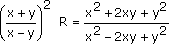 (x + y / x − y)² R = x² + 2xy + y² / x² − 2xy + y²